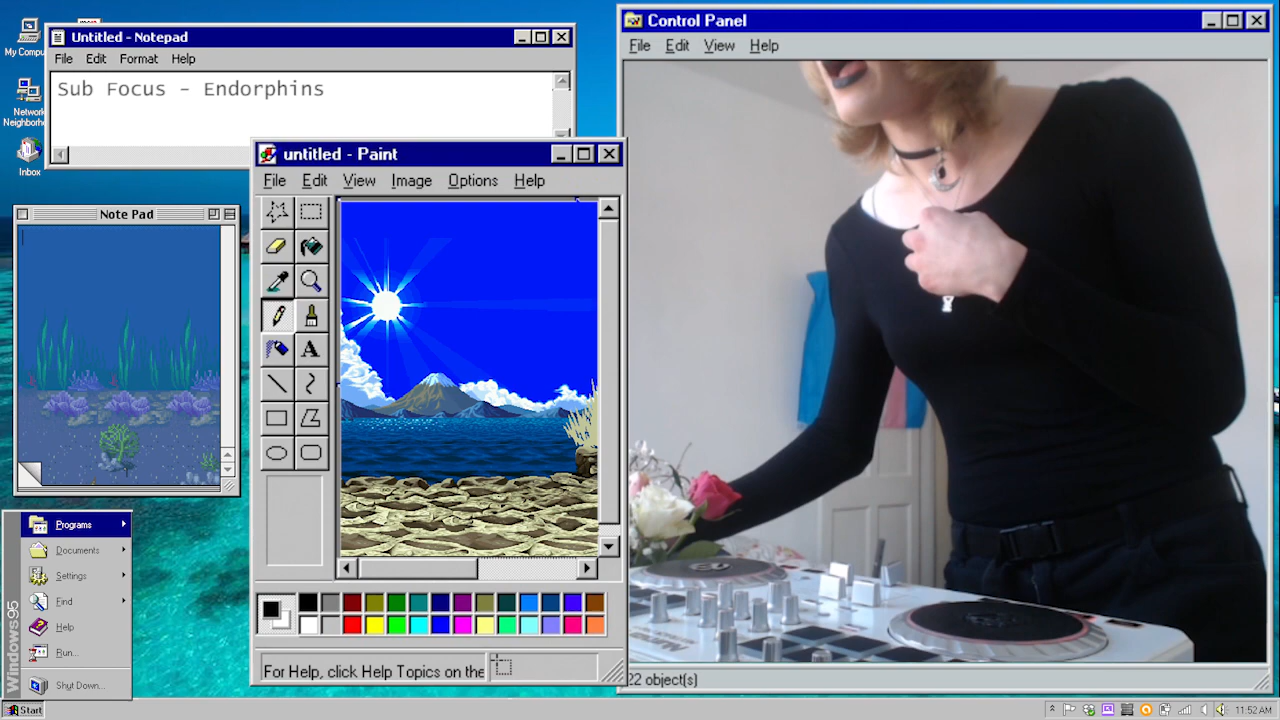 My Compu
Network
Neighborho
Inbox
Untitled - Notepad
File Edit Format Help
Sub Focus - Endorphins
Note Pad
untitled - Paint
File Edit View Image Options Help
A
For Help, click Help Topics on the
Control Panel
File Edit View Help
22 object(s)
Windows95
Programs
Documents
Settings
Find
Help
Run...
Shut Down...
Start
11:52 AM